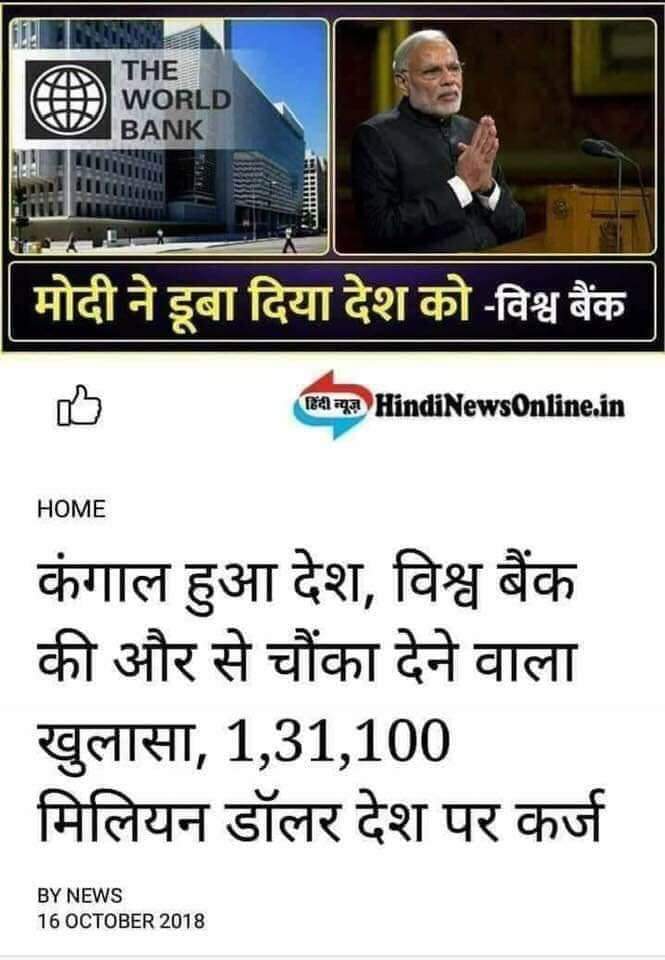 THE
WORLD
BANK
मोदी ने डूबा दिया देश को -विश्व बैंक
हिंदी न्यूज़ HindiNewsOnline.in
HOME
कंगाल हुआ देश, विश्व बैंक
की और से चौंका देने वाला
खुलासा, 1,31,100
मिलियन डॉलर देश पर कर्ज
BY NEWS
16 OCTOBER 2018